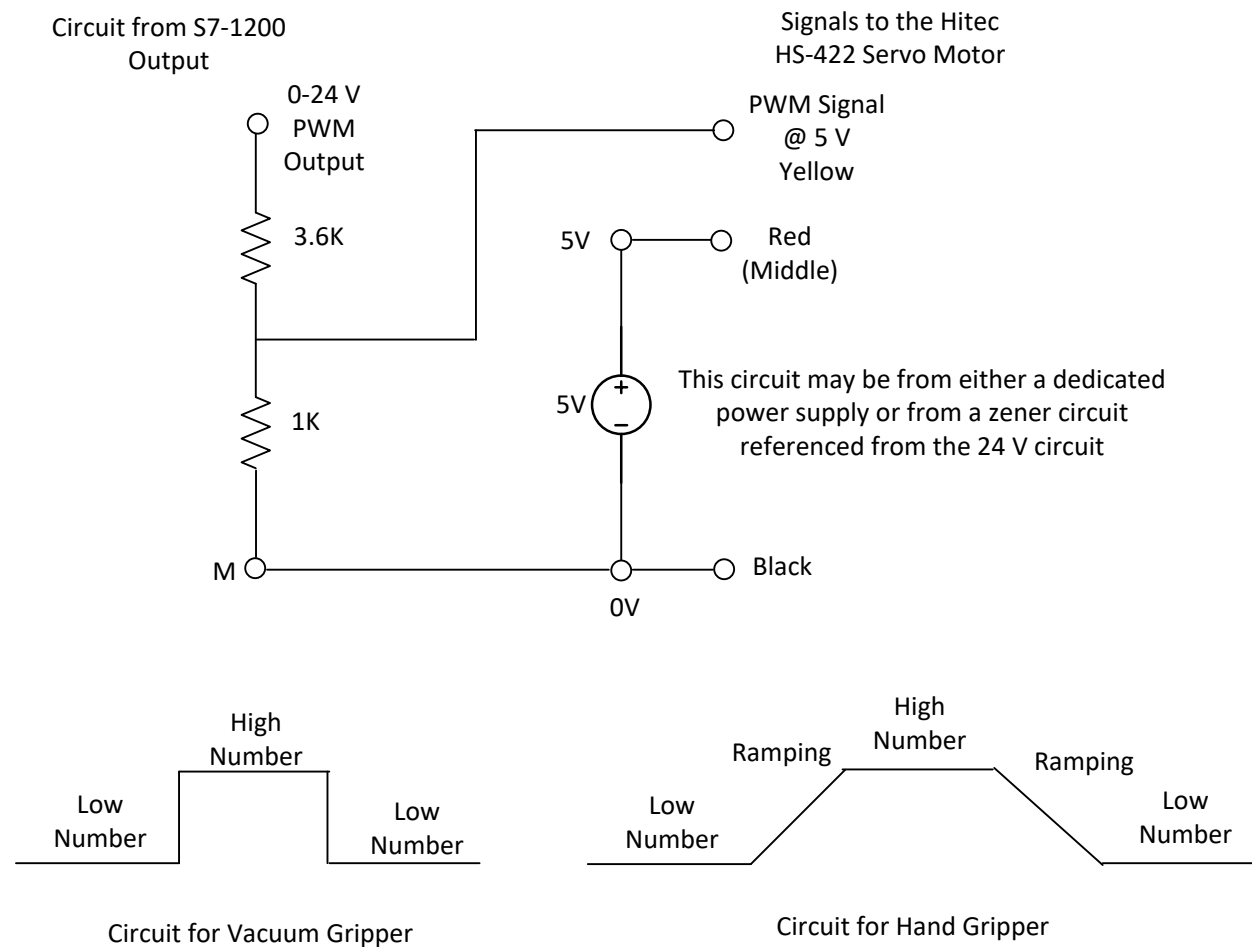 Circuit from S7-1200
Output
Signals to the Hitec
HS-422 Servo Motor
0-24 V
PWM
Output
PWM Signal
@ 5 V
Yellow
3.6K
5V
Red
(Middle)
1K
5V
+
–
This circuit may be from either a dedicated
power supply or from a zener circuit
referenced from the 24 V circuit
M
Black
0V
Low
Number
High
Number
Low
Number
Circuit for Vacuum Gripper
Low
Number
Ramping
High
Number
Ramping
Low
Number
Circuit for Hand Gripper